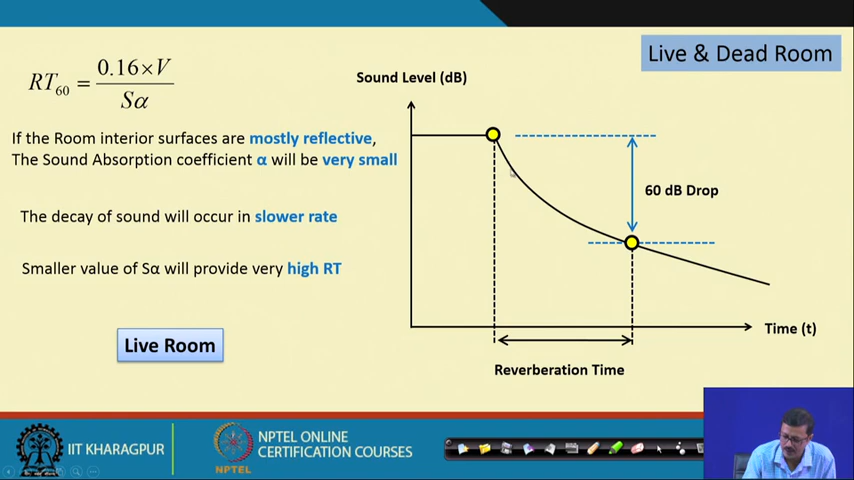 Live & Dead Room
RT60 = 0.16×V / Sα
If the Room interior surfaces are mostly reflective,
The Sound Absorption coefficient α will be very small
The decay of sound will occur in slower rate
Smaller value of Sα will provide very high RT
Live Room
Sound Level (dB)
60 dB Drop
Time (t)
Reverberation Time
IIT KHARAGPUR
NPTEL
NPTEL ONLINE
CERTIFICATION COURSES